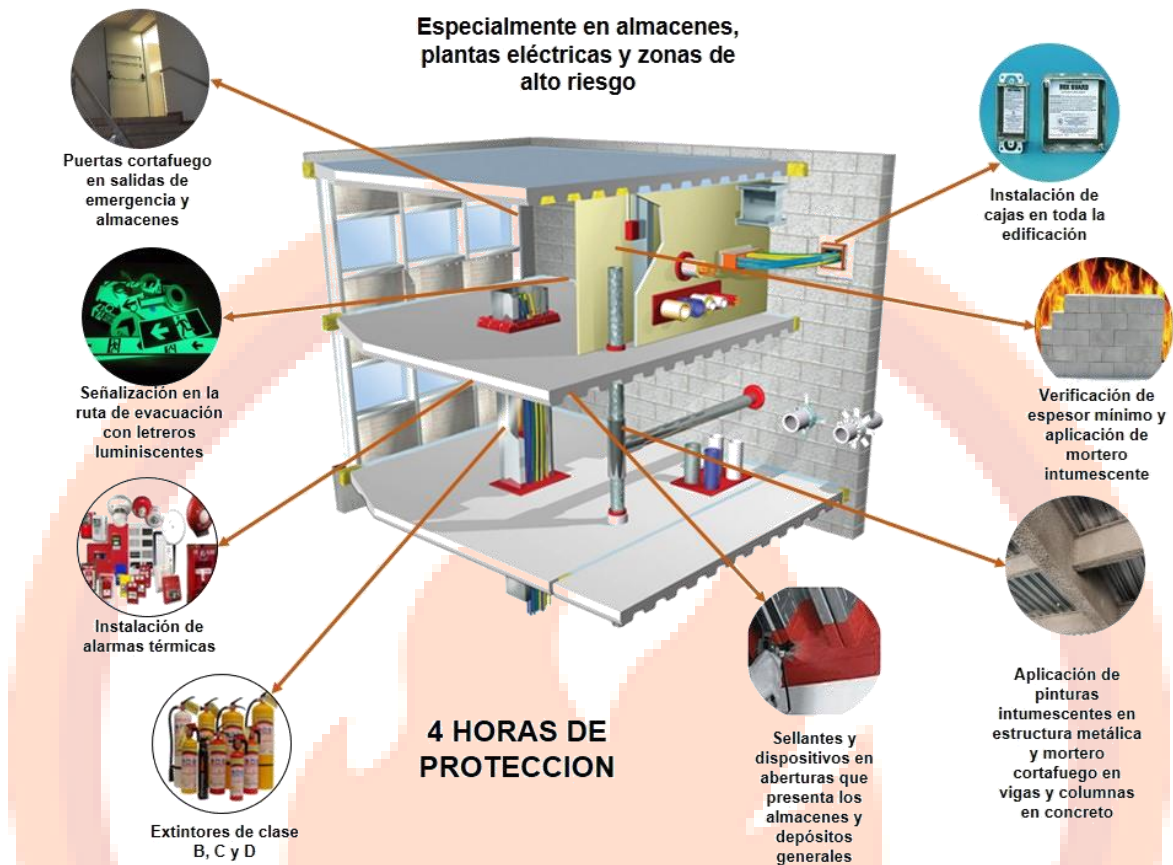 Especialmente en almacenes,
plantas eléctricas y zonas de
alto riesgo
Puertas cortafuego
en salidas de
emergencia y
almacenes
Instalación de
cajas en toda la
edificación
Señalización en la
ruta de evacuación
con letreros
luminiscentes
Verificación de
espesor mínimo y
aplicación de
mortero
intumescente
Instalación de
alarmas térmicas
Extintores de clase
B, C y D
4 HORAS DE
PROTECCION
Sellantes y
dispositivos en
aberturas que
presenta los
almacenes y
depósitos
generales
Aplicación de
pinturas
intumescentes en
estructura metálica
y mortero
cortafuego en
vigas y columnas
en concreto